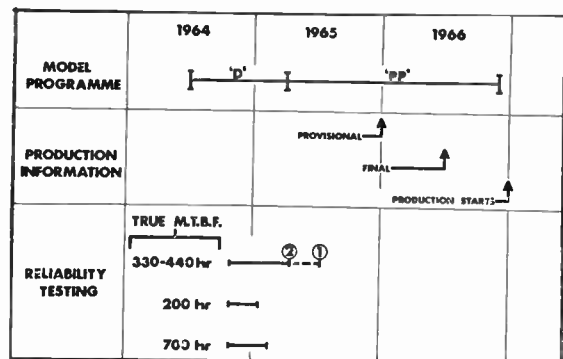 1964 1965 1966
MODEL PROGRAMME
'D' 'PP'
PRODUCTION INFORMATION
PROVISIONAL
FINAL
PRODUCTION STARTS
RELIABILITY TESTING
TRUE M.T.B.F.
330-440 hr
② ①
200 hr
700 hr